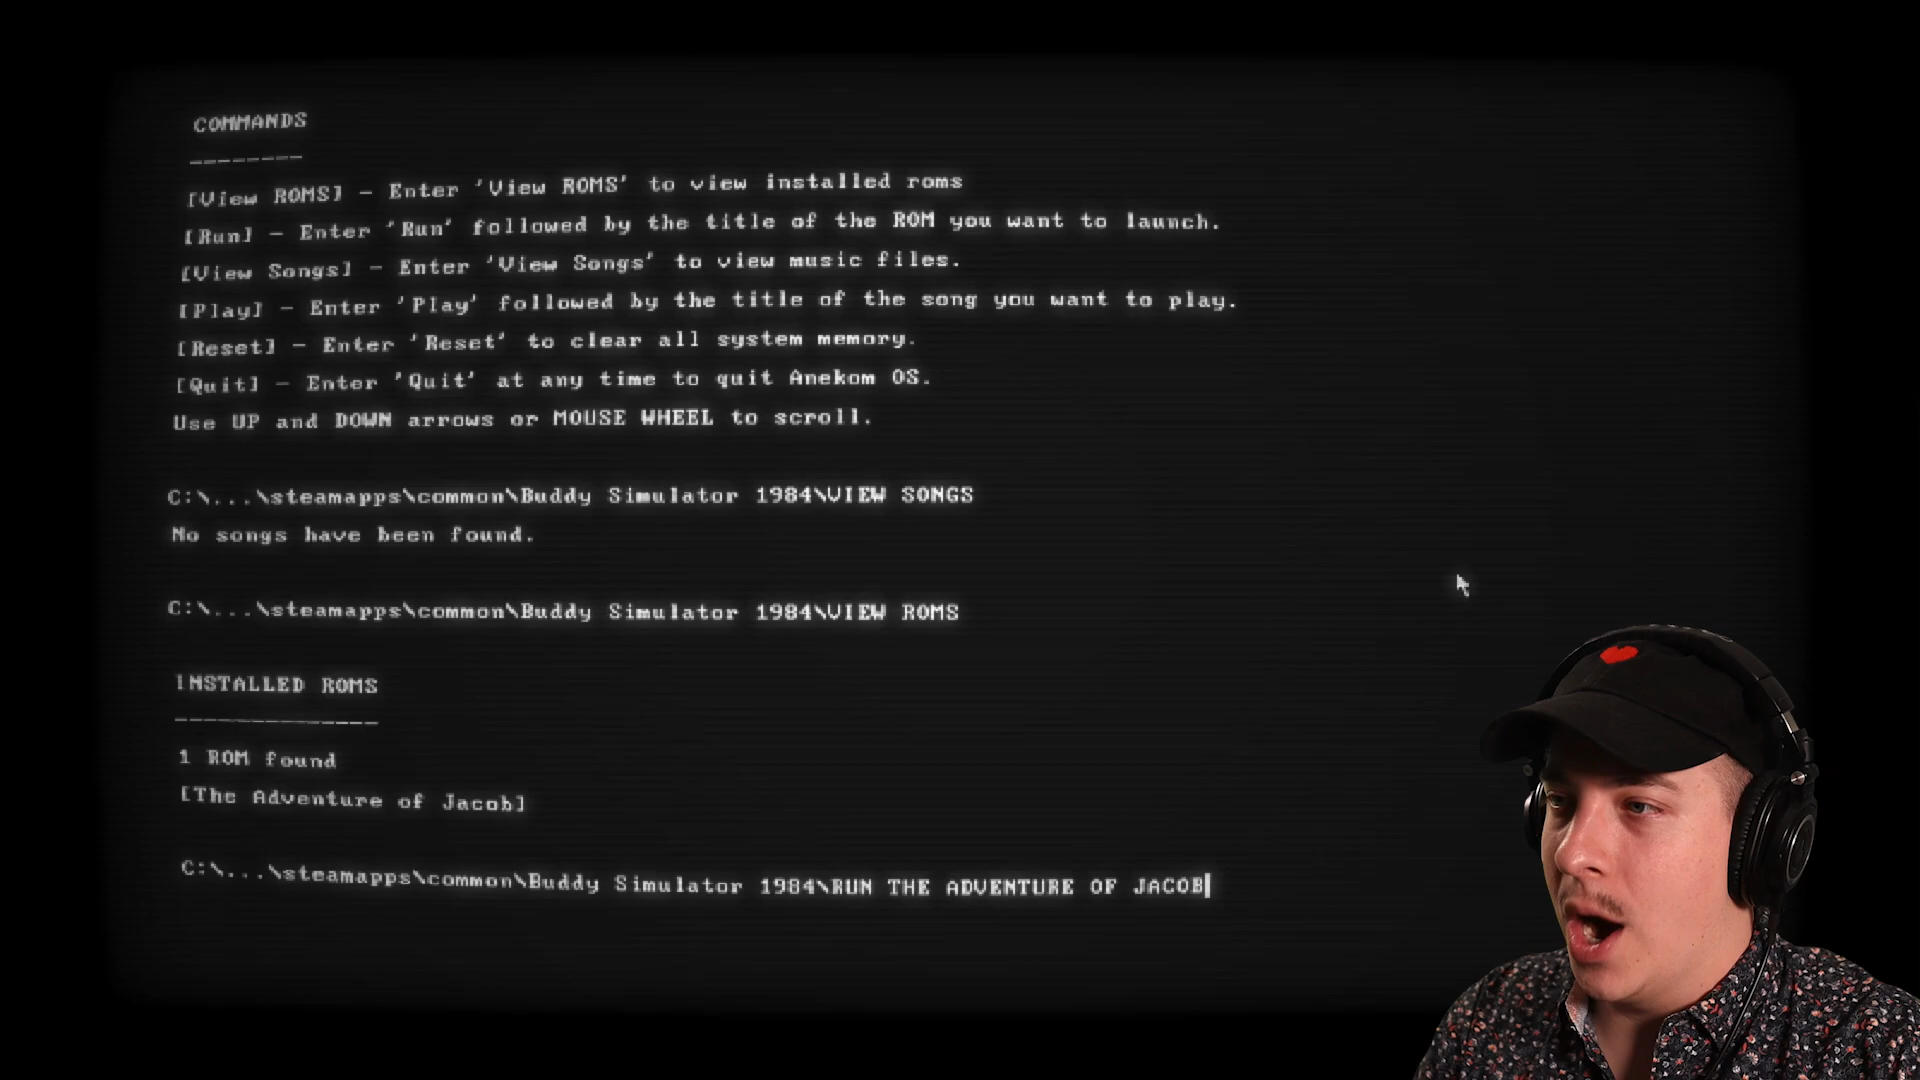 COMMANDS
--------
[View ROMS] - Enter 'View ROMS' to view installed roms
[Run] - Enter 'Run' followed by the title of the ROM you want to launch.
[View Songs] - Enter 'View Songs' to view music files.
[Play] - Enter 'Play' followed by the title of the song you want to play.
[Reset] - Enter 'Reset' to clear all system memory.
[Quit] - Enter 'Quit' at any time to quit Anekom OS.
Use UP and DOWN arrows or MOUSE WHEEL to scroll.
C:\...\steamapps\common\Buddy Simulator 1984\VIEW SONGS
No songs have been found.
C:\...\steamapps\common\Buddy Simulator 1984\VIEW ROMS
INSTALLED ROMS
--------------
1 ROM found
[The Adventure of Jacob]
C:\...\steamapps\common\Buddy Simulator 1984\RUN THE ADVENTURE OF JACOB